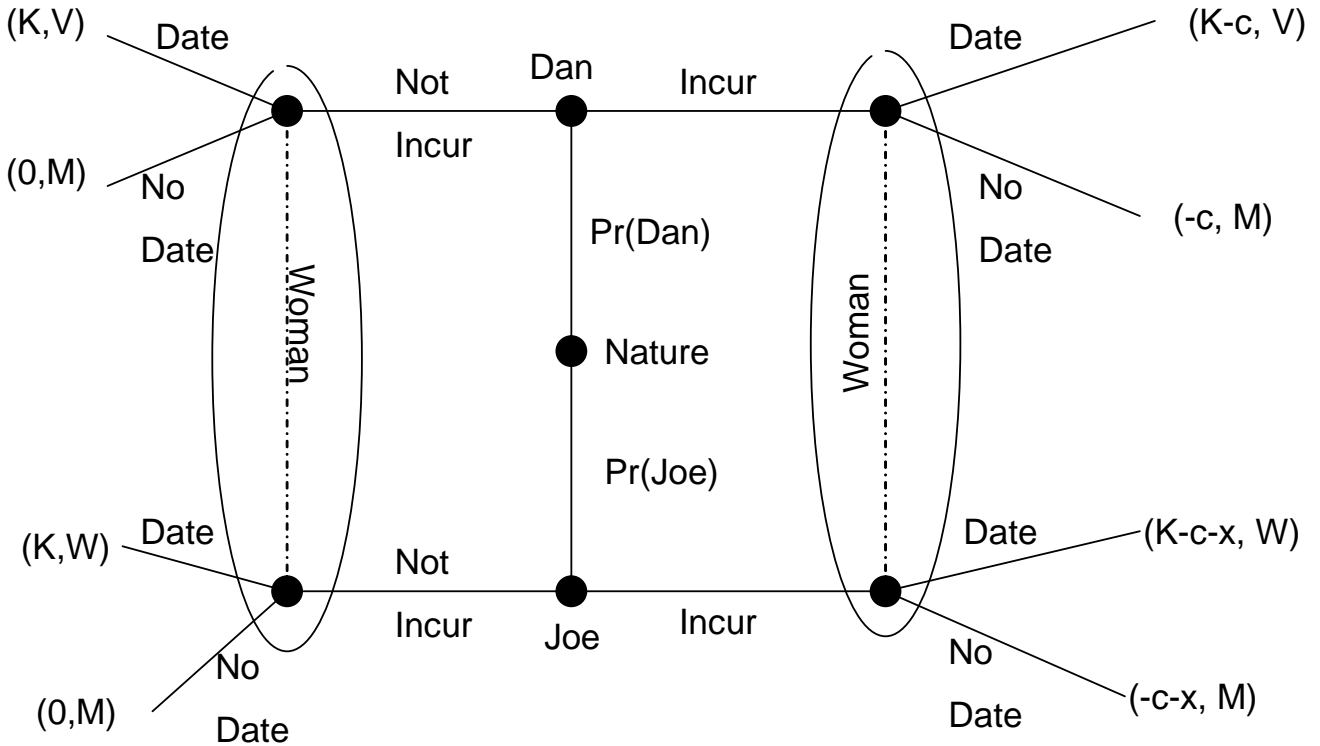 (K,V)
Date
Not
Incur
Dan
Incur
Date
(K-c, V)
(0,M)
No
Date
No
Date
(-c, M)
Pr(Dan)
Woman
Nature
Woman
Pr(Joe)
(K,W)
Date
Not
Incur
Joe
Incur
Date
(K-c-x, W)
(0,M)
No
Date
No
Date
(-c-x, M)